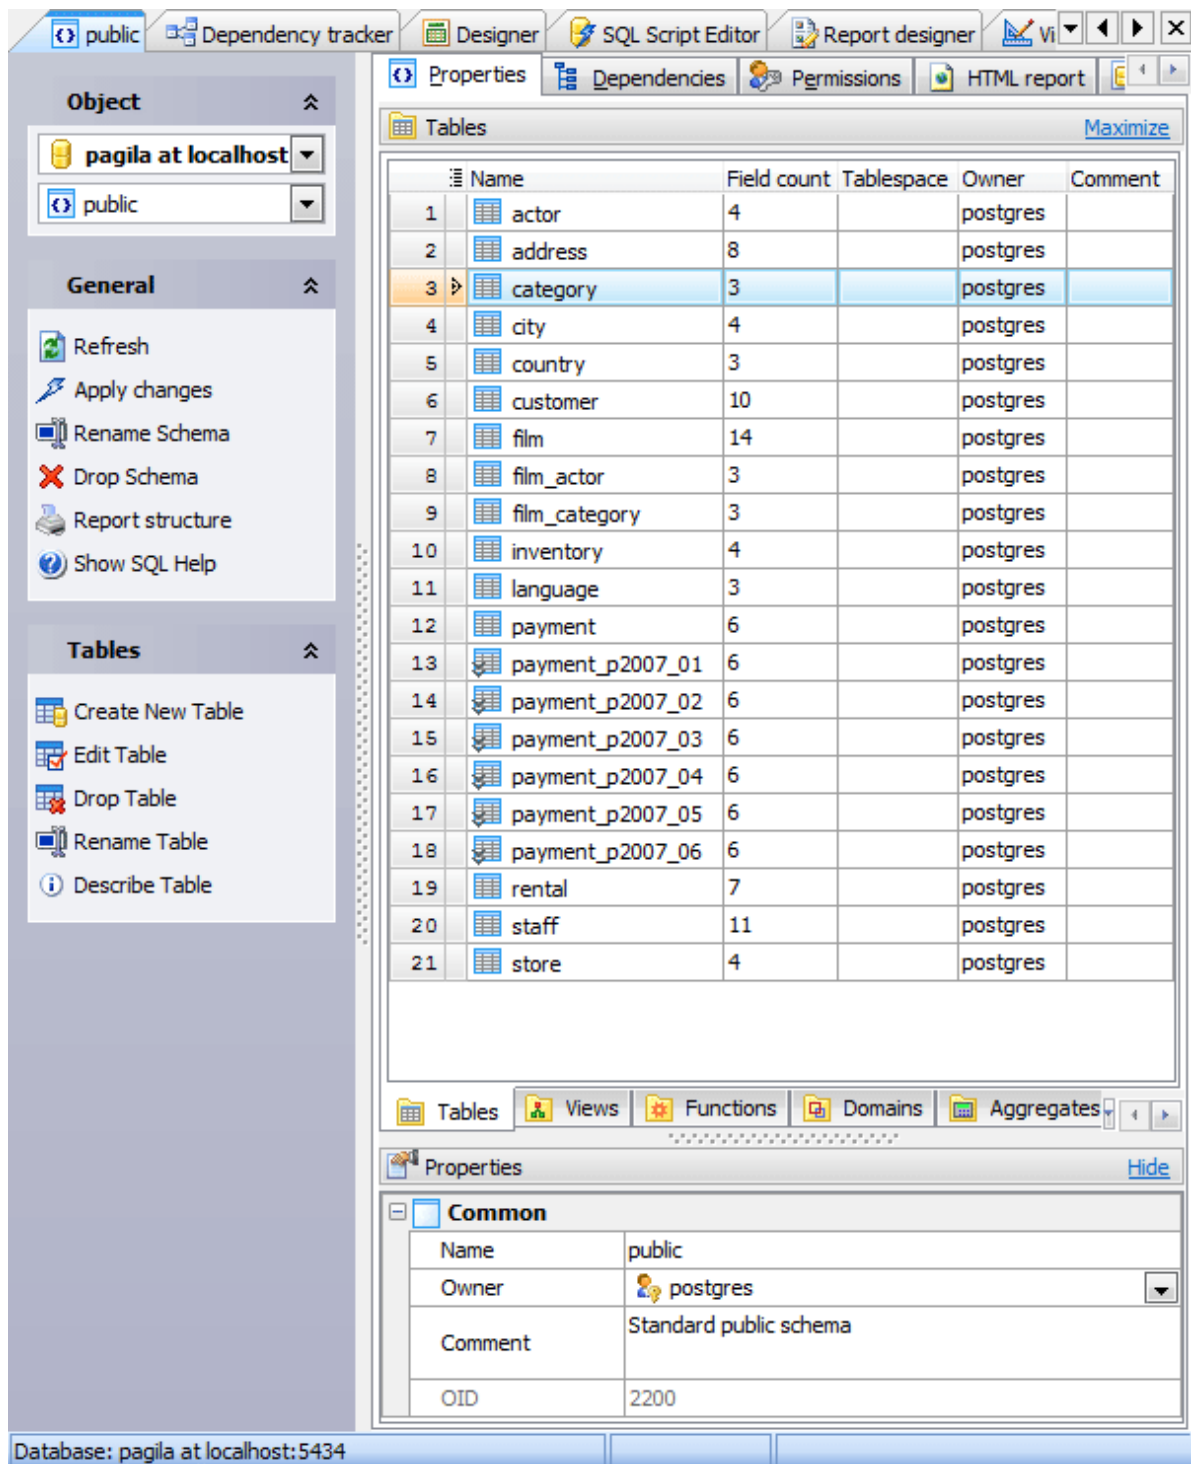 public Dependency tracker Designer SQL Script Editor Report designer Vi
Properties Dependencies Permissions HTML report
Object
pagila at localhost
public
General
Refresh
Apply changes
Rename Schema
Drop Schema
Report structure
Show SQL Help
Tables
Create New Table
Edit Table
Drop Table
Rename Table
Describe Table
Tables Maximize
Name Field count Tablespace Owner Comment
1 actor 4 postgres
2 address 8 postgres
3 category 3 postgres
4 city 4 postgres
5 country 3 postgres
6 customer 10 postgres
7 film 14 postgres
8 film_actor 3 postgres
9 film_category 3 postgres
10 inventory 4 postgres
11 language 3 postgres
12 payment 6 postgres
13 payment_p2007_01 6 postgres
14 payment_p2007_02 6 postgres
15 payment_p2007_03 6 postgres
16 payment_p2007_04 6 postgres
17 payment_p2007_05 6 postgres
18 payment_p2007_06 6 postgres
19 rental 7 postgres
20 staff 11 postgres
21 store 4 postgres
Tables Views Functions Domains Aggregates
Properties Hide
Common
Name public
Owner postgres
Comment Standard public schema
OID 2200
Database: pagila at localhost:5434